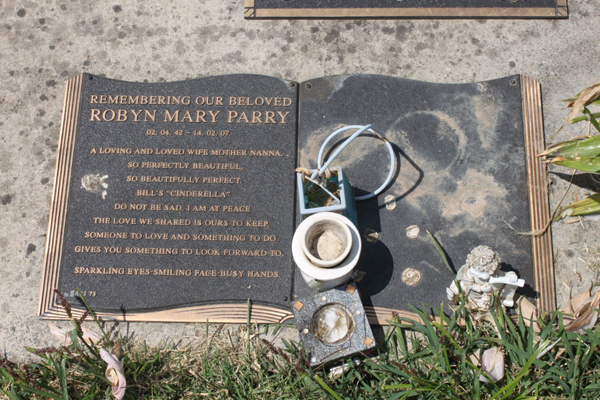 REMEMBERING OUR BELOVED
ROBYN MARY PARRY
02. 04. 42 ~ 14. 02. 07
A LOVING AND LOVED WIFE MOTHER NANNA. .
SO PERFECTLY BEAUTIFUL,
SO BEAUTIFULLY PERFECT.
BILL'S "CINDERELLA"
DO NOT BE SAD, I AM AT PEACE
THE LOVE WE SHARED IS OURS TO KEEP
SOMEONE TO LOVE AND SOMETHING TO DO
GIVES YOU SOMETHING TO LOOK FORWARD TO.
SPARKLING EYES·SMILING FACE·BUSY HANDS.